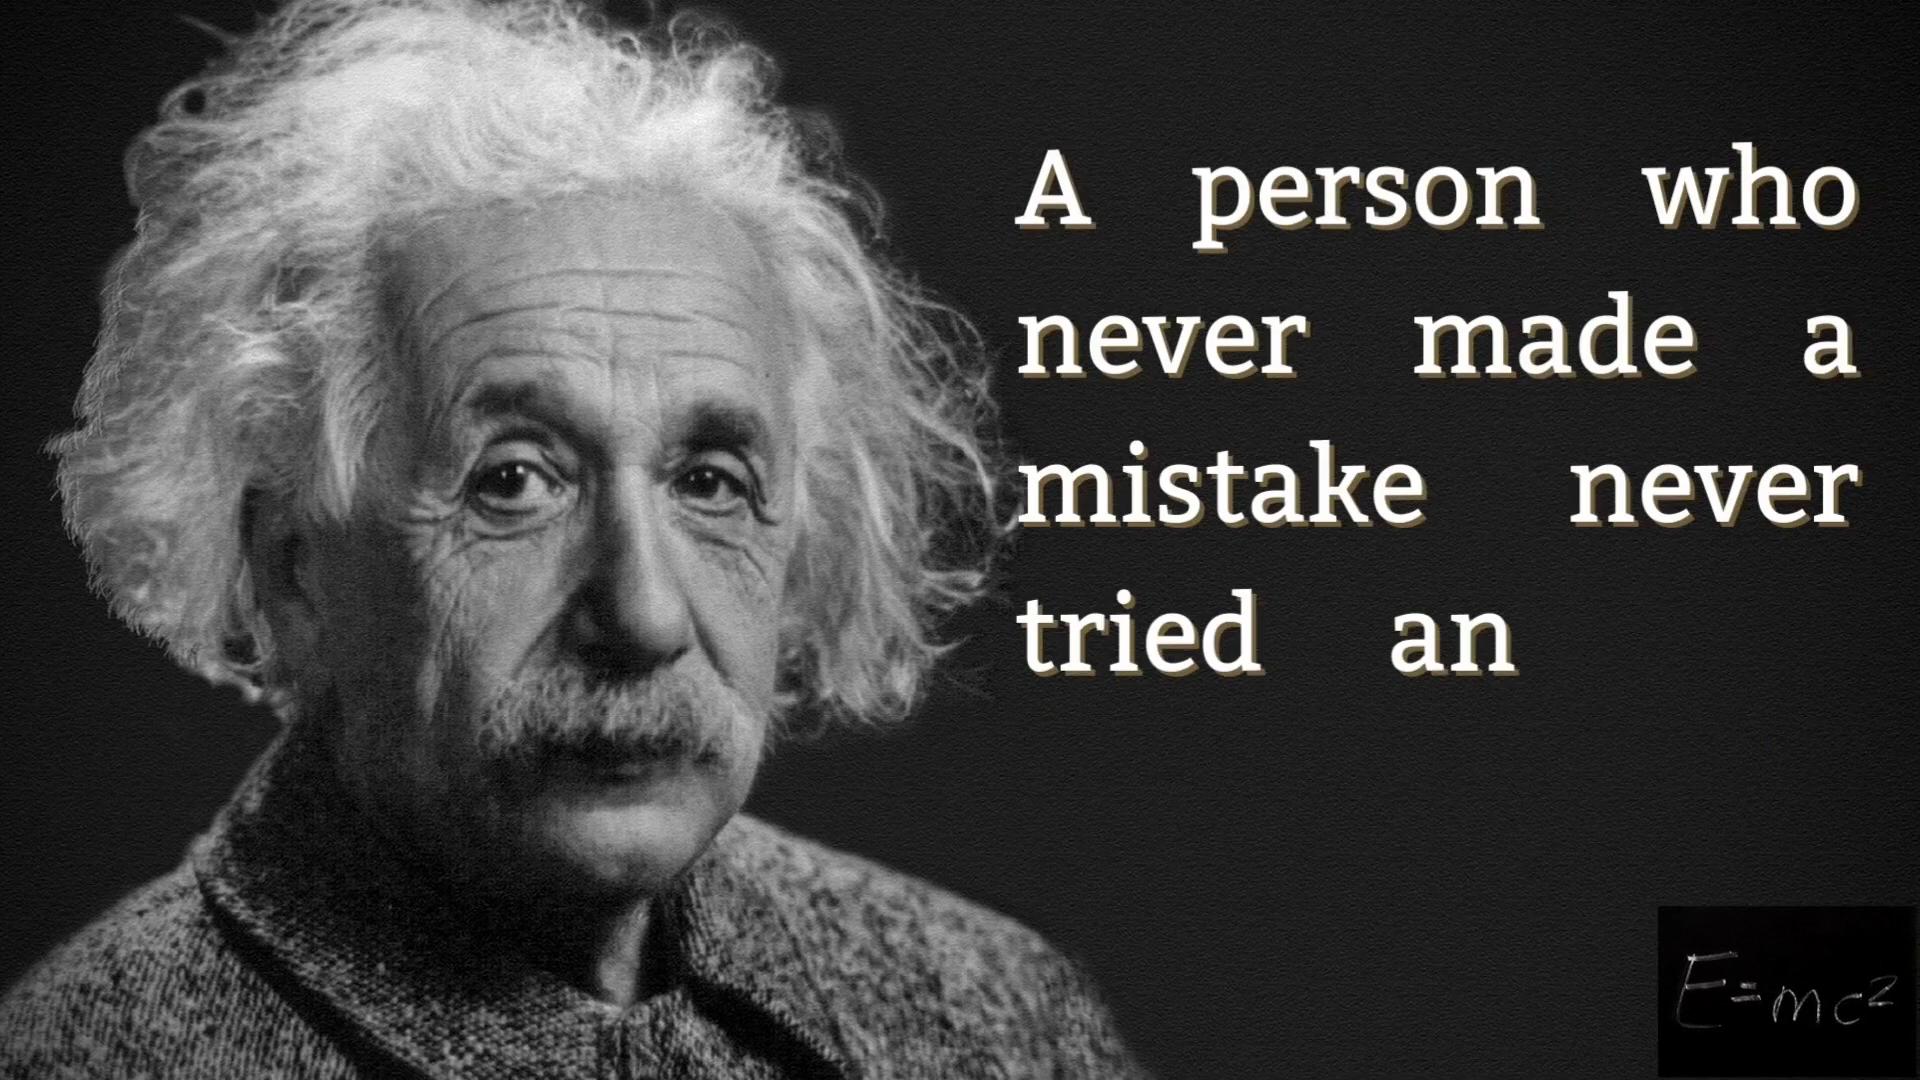 A person who
never made a
mistake never
tried an
E=mc²